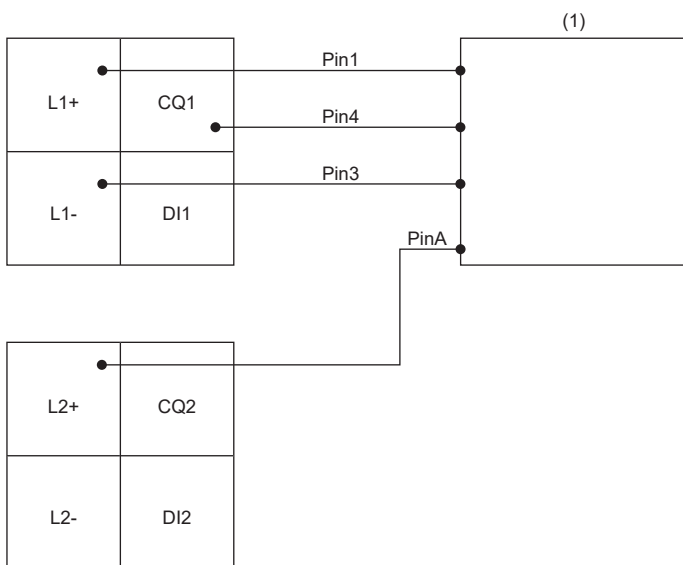 (1)
Pin1
L1+ CQ1
Pin4
Pin3
L1- DI1
PinA
L2+ CQ2
L2- DI2